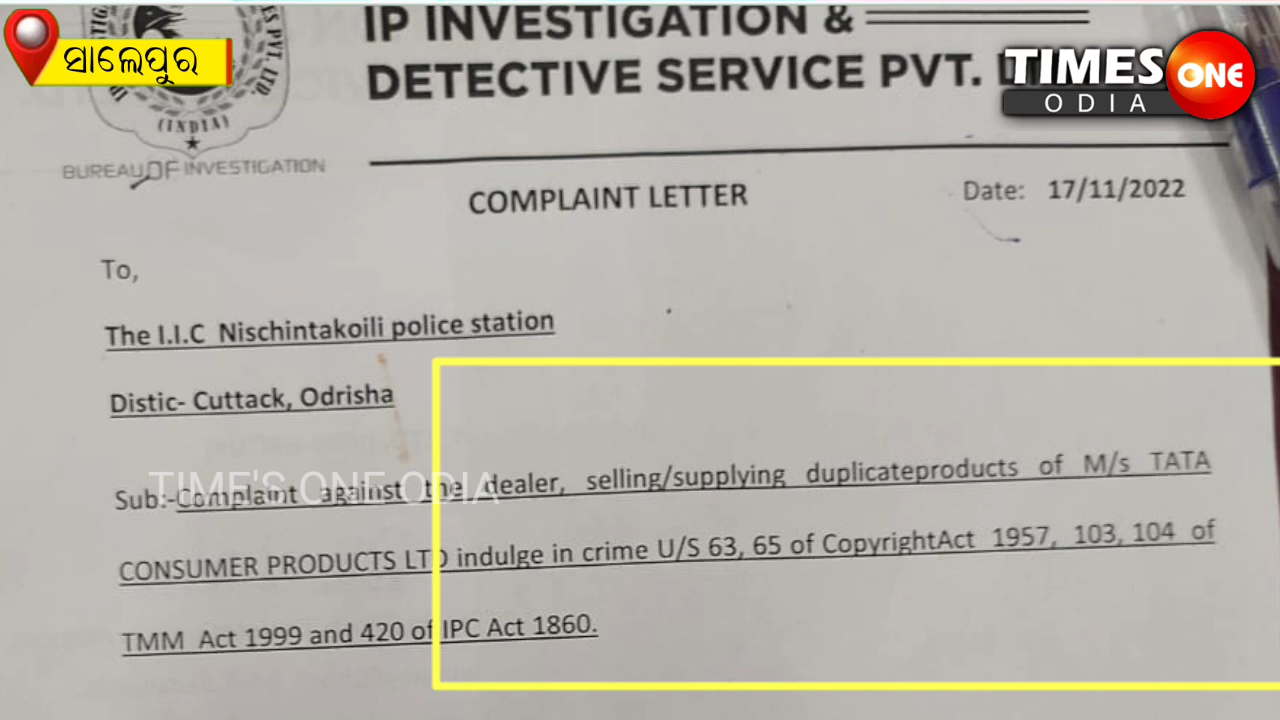 ସାଲେପୁର
IP INVESTIGATION &
DETECTIVE SERVICE PVT.
TIMES ONE
ODIA
(INDIA)
BUREAU OF INVESTIGATION
COMPLAINT LETTER
Date: 17/11/2022
To,
The I.I.C Nischintakoili police station
Distic- Cuttack, Odrisha
TIME'S ONE ODIA
Sub:-Complaint against the dealer, selling/supplying duplicateproducts of M/s TATA
CONSUMER PRODUCTS LTD indulge in crime U/S 63, 65 of CopyrightAct 1957, 103, 104 of
TMM Act 1999 and 420 of IPC Act 1860.